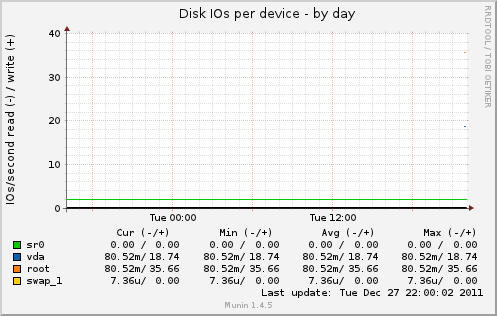 Disk IOs per device - by day
RRDTOOL / TOBI OETIKER
IOs/second read (-) / write (+)
40
30
20
10
0
Tue 00:00 Tue 12:00
Cur (-/+) Min (-/+) Avg (-/+) Max (-/+)
sr0 0.00 / 0.00 0.00 / 0.00 0.00 / 0.00 0.00 / 0.00
vda 80.52m/ 18.74 80.52m/ 18.74 80.52m/ 18.74 80.52m/ 18.74
root 80.52m/ 35.66 80.52m/ 35.66 80.52m/ 35.66 80.52m/ 35.66
swap_1 7.36u/ 0.00 7.36u/ 0.00 7.36u/ 0.00 7.36u/ 0.00
Last update: Tue Dec 27 22:00:02 2011
Munin 1.4.5